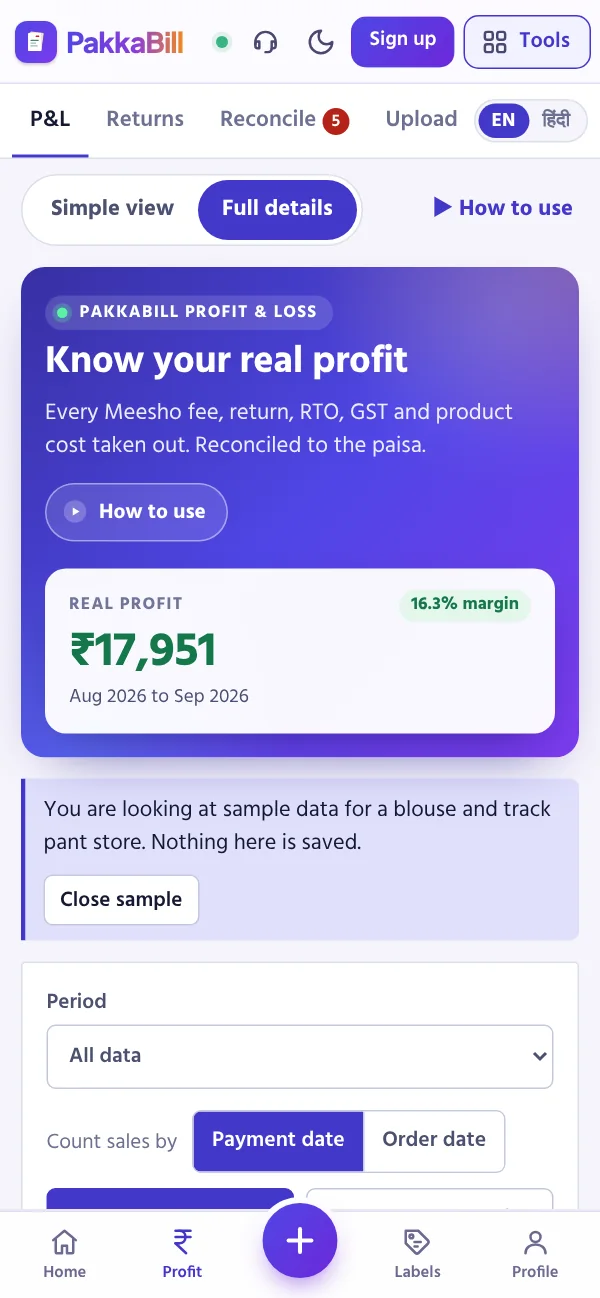 PakkaBill
Sign up
Tools
P&L
Returns
Reconcile 5
Upload
EN
हिंदी
Simple view
Full details
How to use
PAKKABILL PROFIT & LOSS
Know your real profit
Every Meesho fee, return, RTO, GST and product
cost taken out. Reconciled to the paisa.
How to use
REAL PROFIT
16.3% margin
₹17,951
Aug 2026 to Sep 2026
You are looking at sample data for a blouse and track
pant store. Nothing here is saved.
Close sample
Period
All data
Count sales by
Payment date
Order date
Home
Profit
Labels
Profile